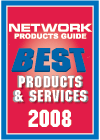 NETWORK
PRODUCTS GUIDE
BEST
PRODUCTS
& SERVICES
2008